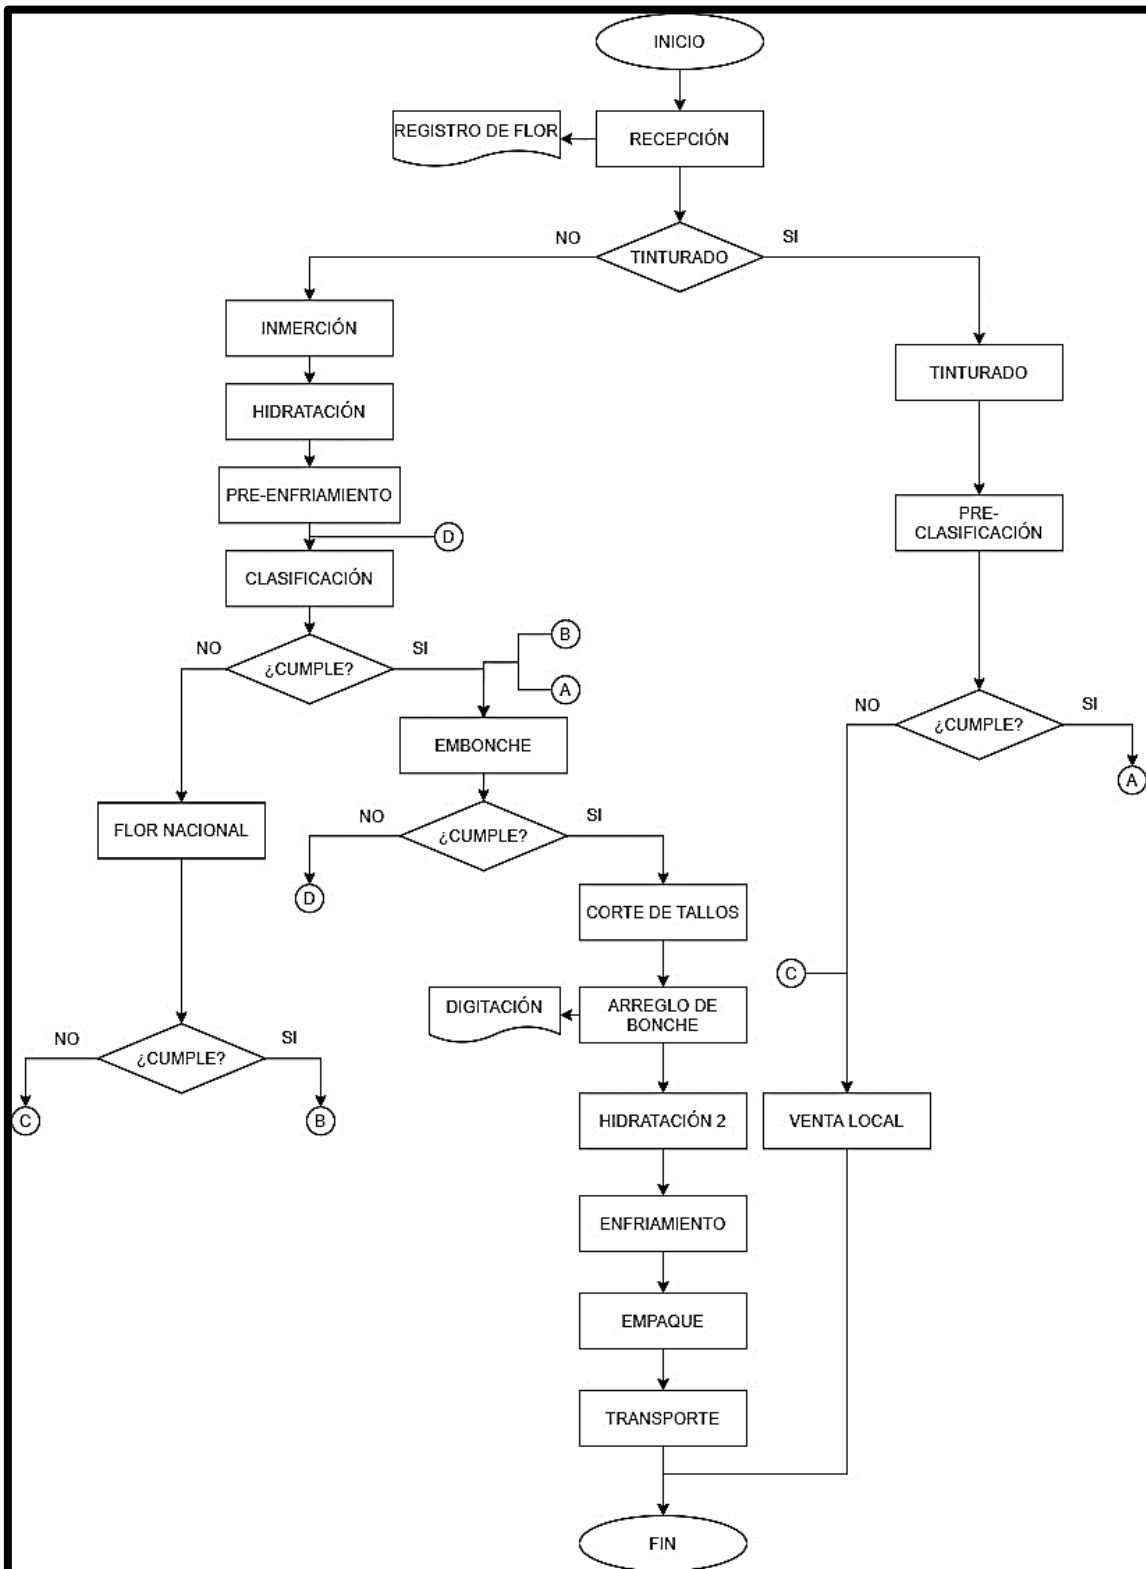 INICIO
REGISTRO DE FLOR
RECEPCIÓN
NO
TINTURADO
SI
INMERCIÓN
TINTURADO
HIDRATACIÓN
PRE-ENFRIAMIENTO
PRE-
CLASIFICACIÓN
D
CLASIFICACIÓN
NO
¿CUMPLE?
SI
B
A
NO
¿CUMPLE?
SI
A
EMBONCHE
FLOR NACIONAL
NO
¿CUMPLE?
SI
D
CORTE DE TALLOS
C
DIGITACIÓN
ARREGLO DE
BONCHE
NO
¿CUMPLE?
SI
C
B
HIDRATACIÓN 2
VENTA LOCAL
ENFRIAMIENTO
EMPAQUE
TRANSPORTE
FIN